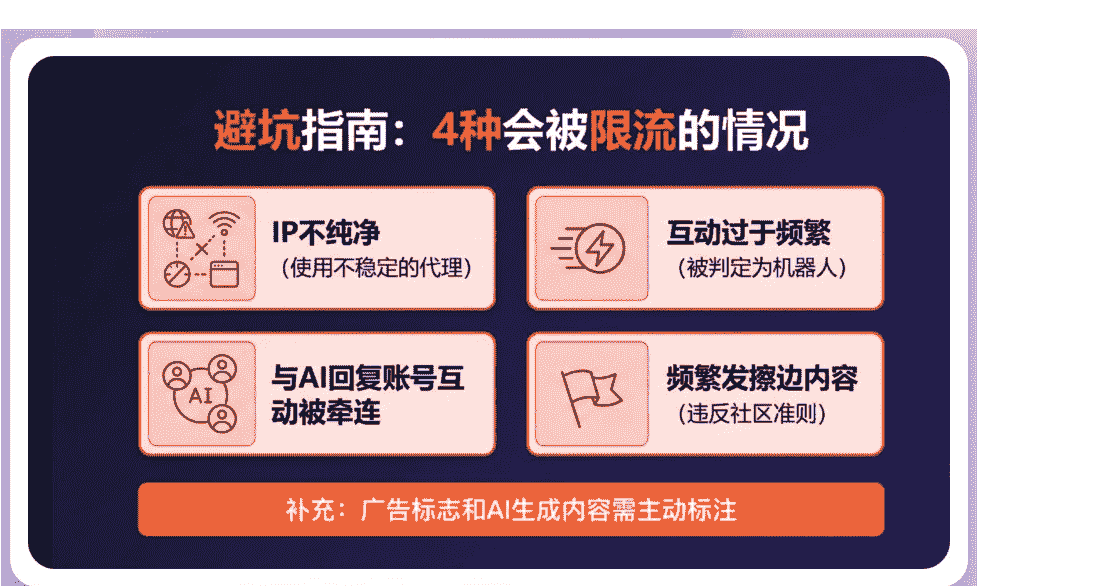 避坑指南：4种会被限流的情况
IP不纯净
（使用不稳定的代理）
互动过于频繁
（被判定为机器人）
AI
与AI回复账号互
动被牵连
频繁发擦边内容
（违反社区准则）
补充：广告标志和AI生成内容需主动标注